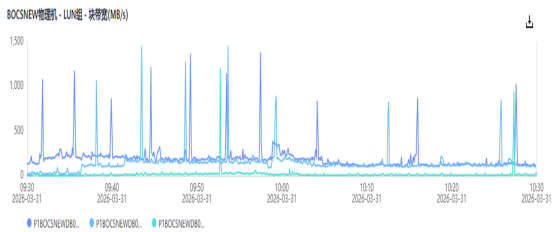 BOCSNEW物理机 - LUN组 - 块带宽(MB/s)
1,500
1,000
500
0
09:30 09:40 09:50 10:00 10:10 10:20 10:30
2026-03-31 2026-03-31 2026-03-31 2026-03-31 2026-03-31 2026-03-31 2026-03-31
P1BOCSNEWDB0... P1BOCSNEWDB0... P1BOCSNEWDB0...